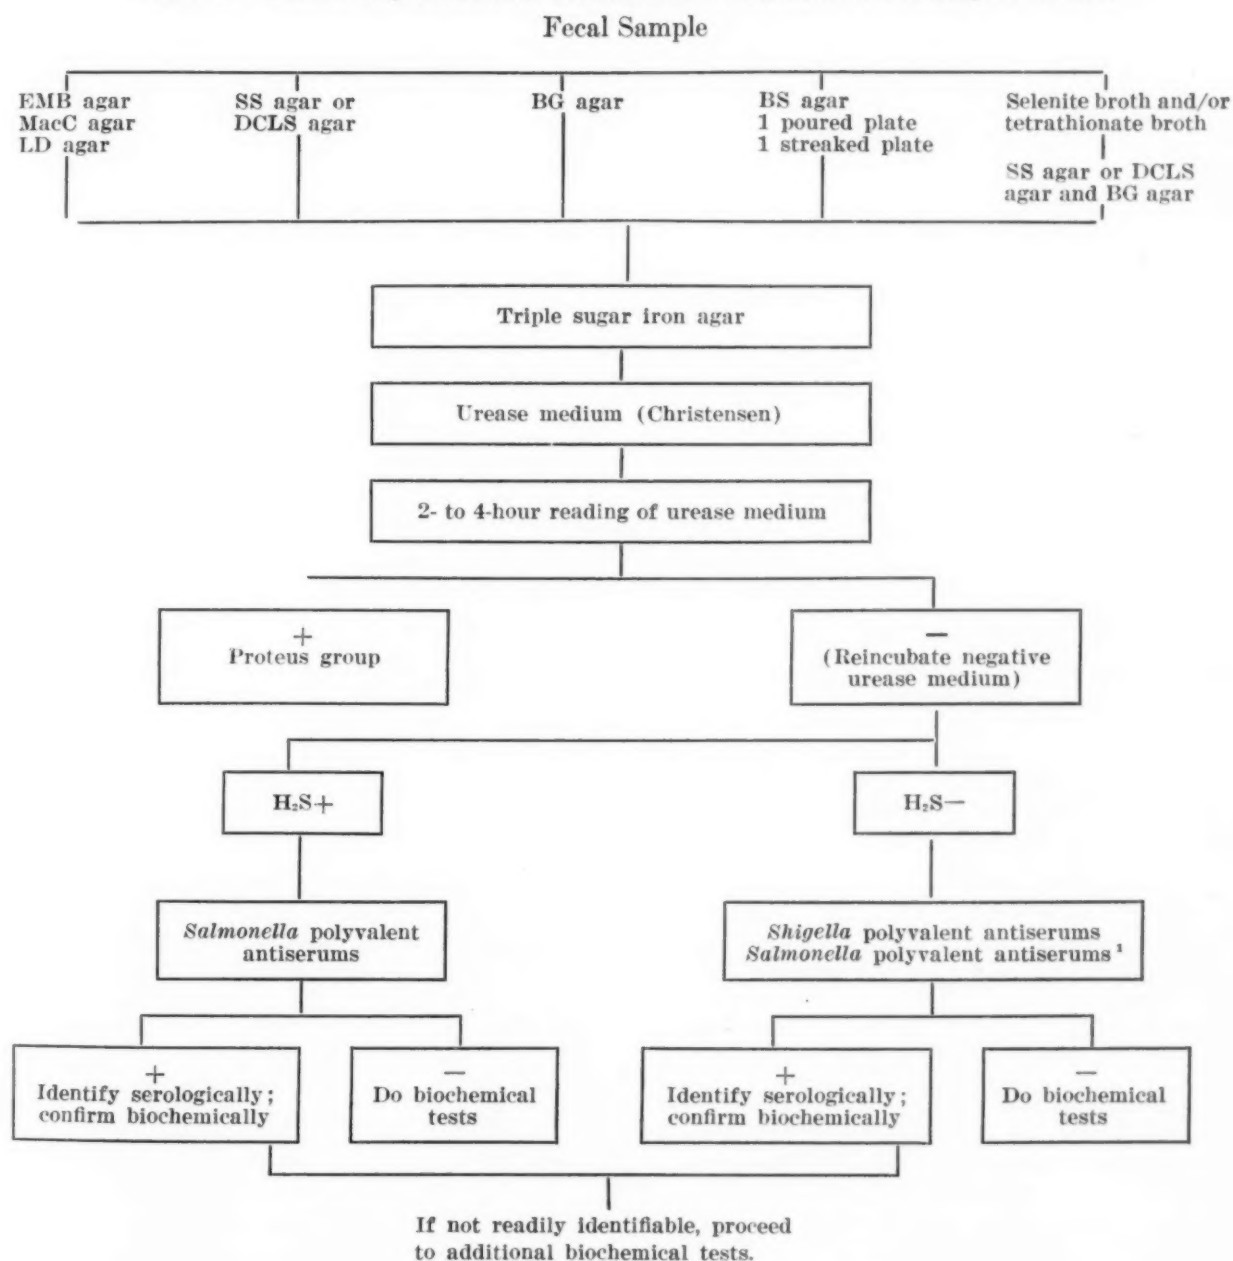 Fecal Sample
EMB agar
MacC agar
LD agar
SS agar or
DCLS agar
BG agar
BS agar
1 poured plate
1 streaked plate
Selenite broth and/or
tetrathionate broth
SS agar or DCLS
agar and BG agar
Triple sugar iron agar
Urease medium (Christensen)
2- to 4-hour reading of urease medium
+
Proteus group
−
(Reincubate negative
urease medium)
H₂S+
H₂S−
Salmonella polyvalent
antiserums
Shigella polyvalent antiserums
Salmonella polyvalent antiserums ¹
+
Identify serologically;
confirm biochemically
−
Do biochemical
tests
+
Identify serologically;
confirm biochemically
−
Do biochemical
tests
If not readily identifiable, proceed
to additional biochemical tests.